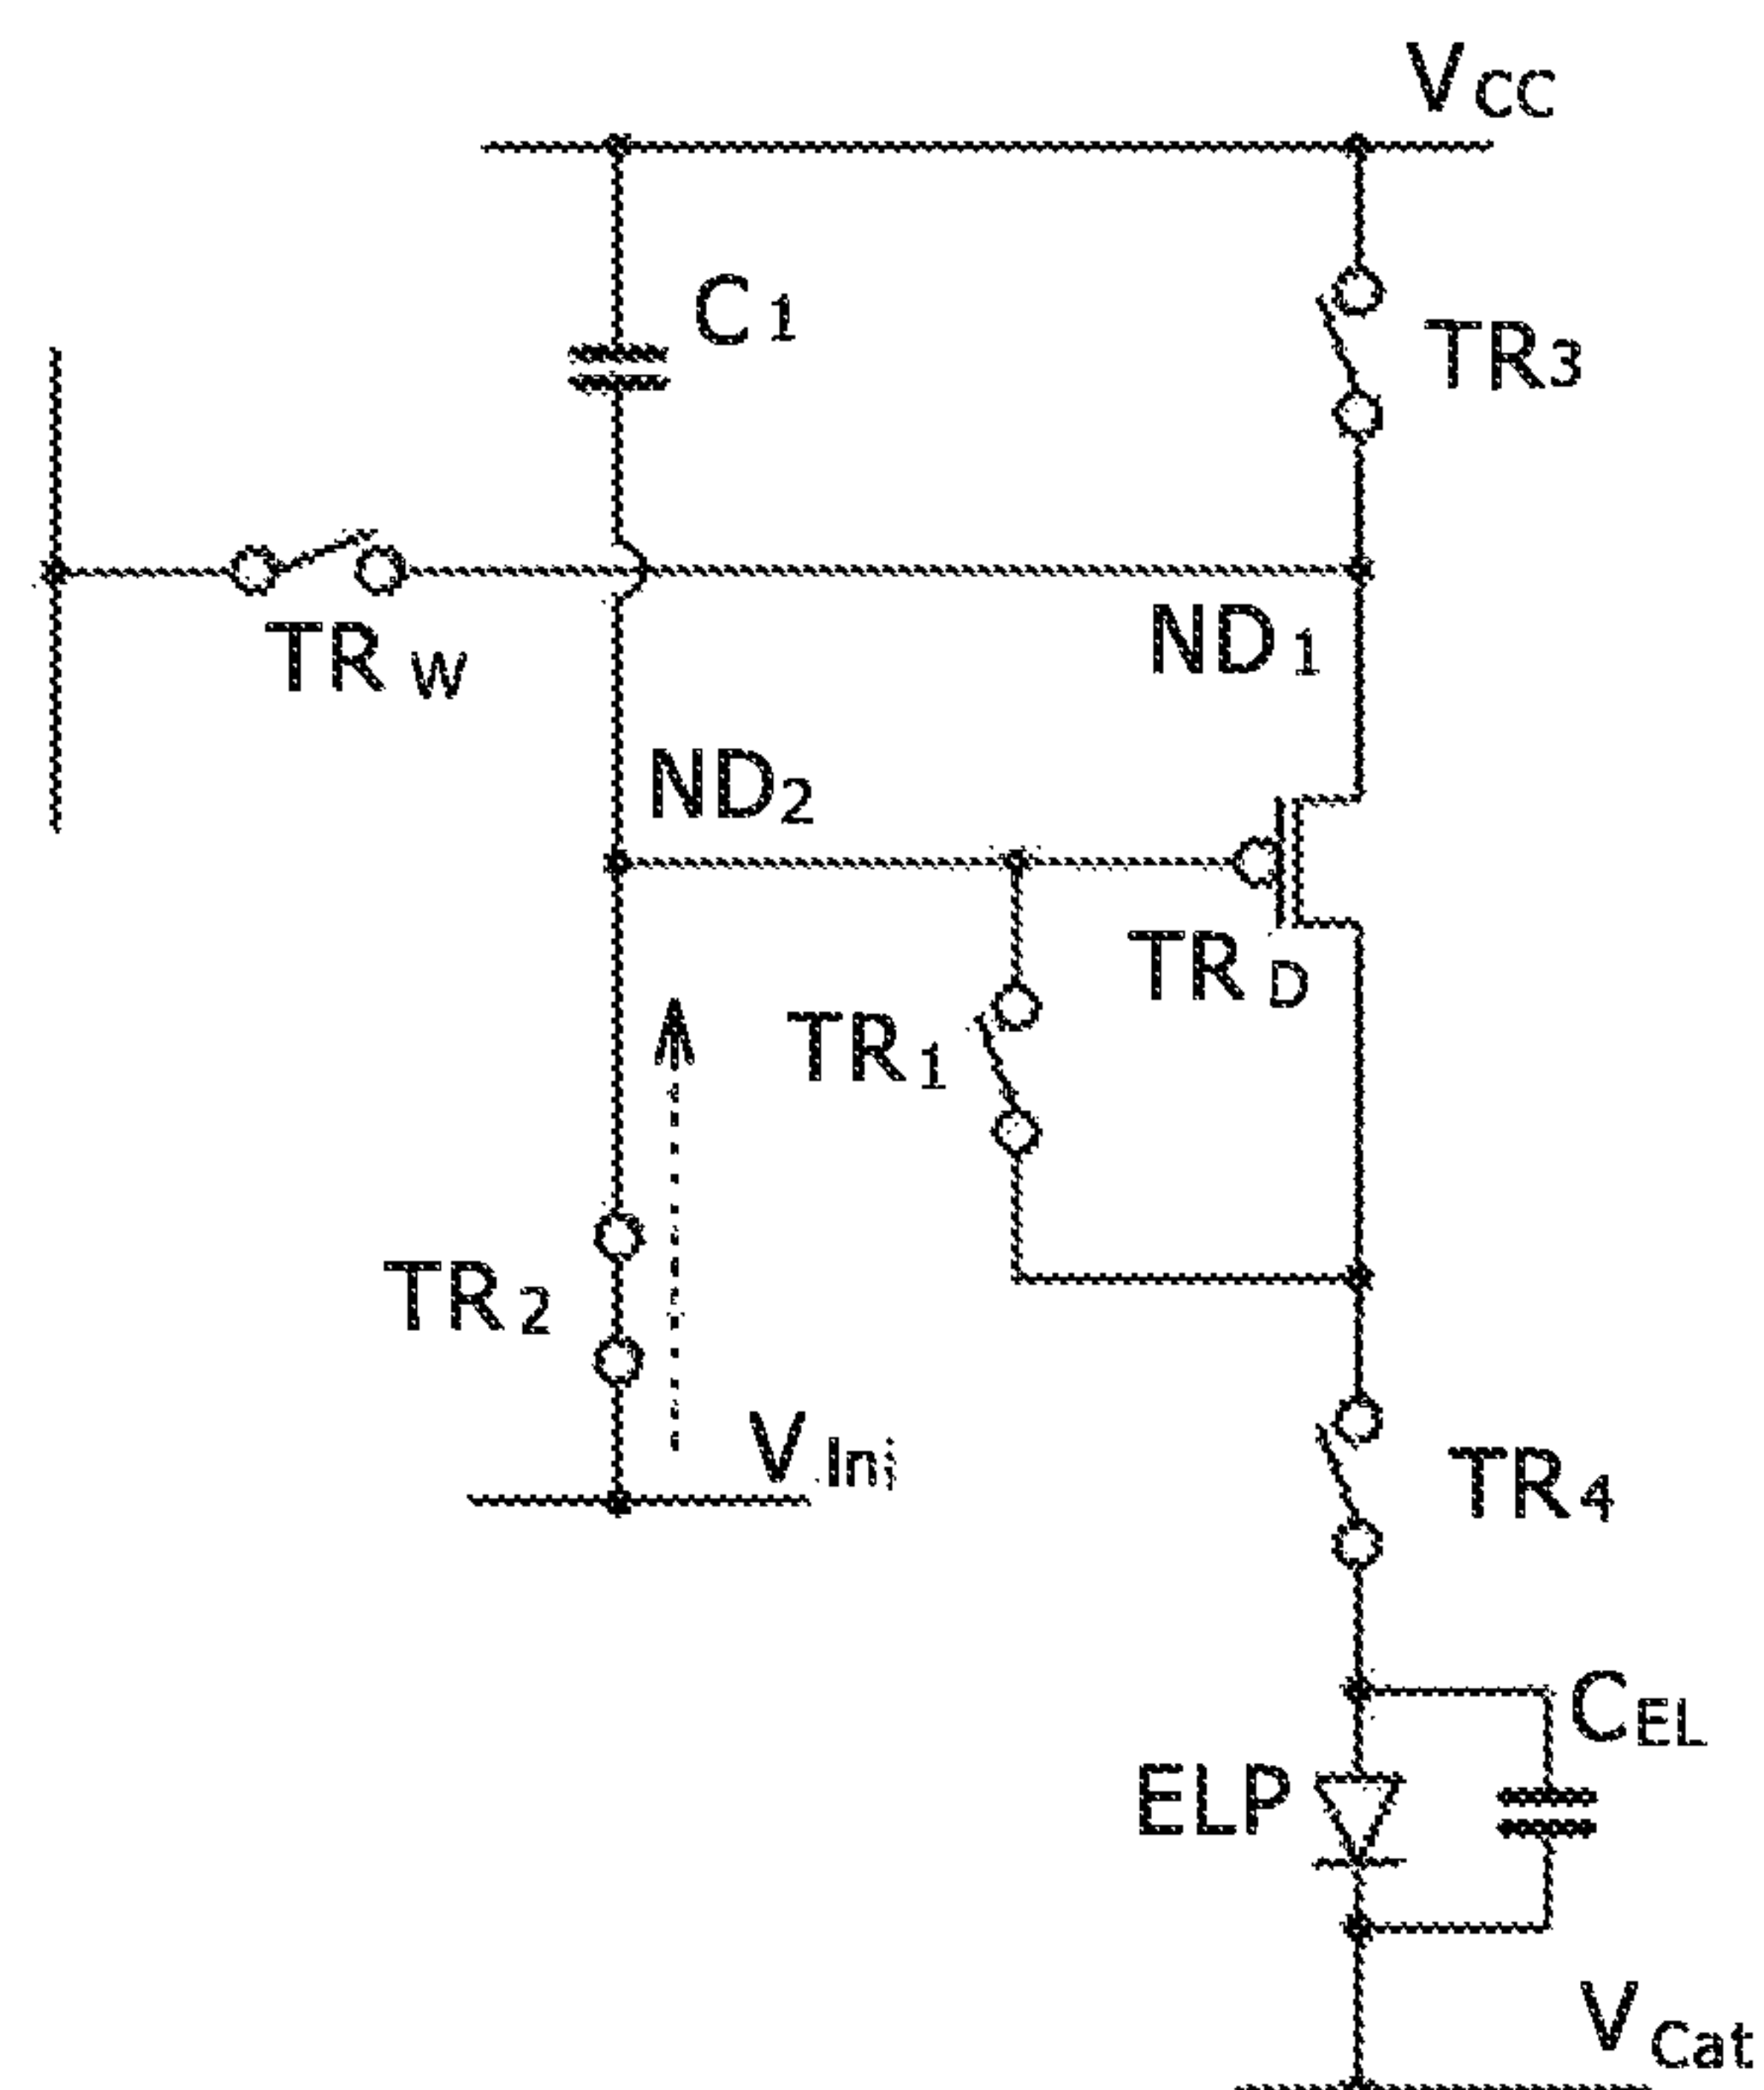 VCC
C1
TR3
TRW
ND1
ND2
TRD
TR1
TR2
VIni
TR4
CEL
ELP
VCat